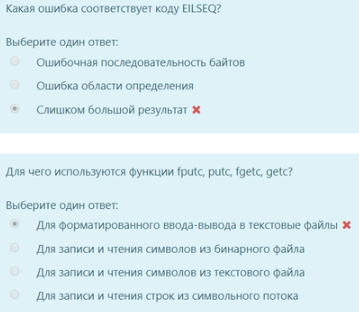 Какая ошибка соответствует коду EILSEQ?
Выберите один ответ:
Ошибочная последовательность байтов
Ошибка области определения
Слишком большой результат
Для чего используются функции fputc, putc, fgetc, getc?
Выберите один ответ:
Для форматированного ввода-вывода в текстовые файлы
Для записи и чтения символов из бинарного файла
Для записи и чтения символов из текстового файла
Для записи и чтения строк из символьного потока